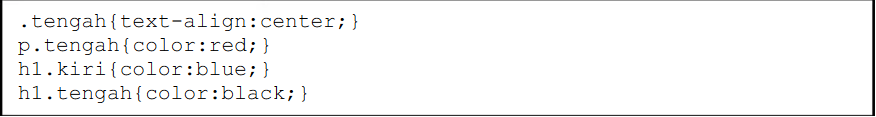 .tengah{text-align:center;}
p.tengah{color:red;}
h1.kiri{color:blue;}
h1.tengah{color:black;}